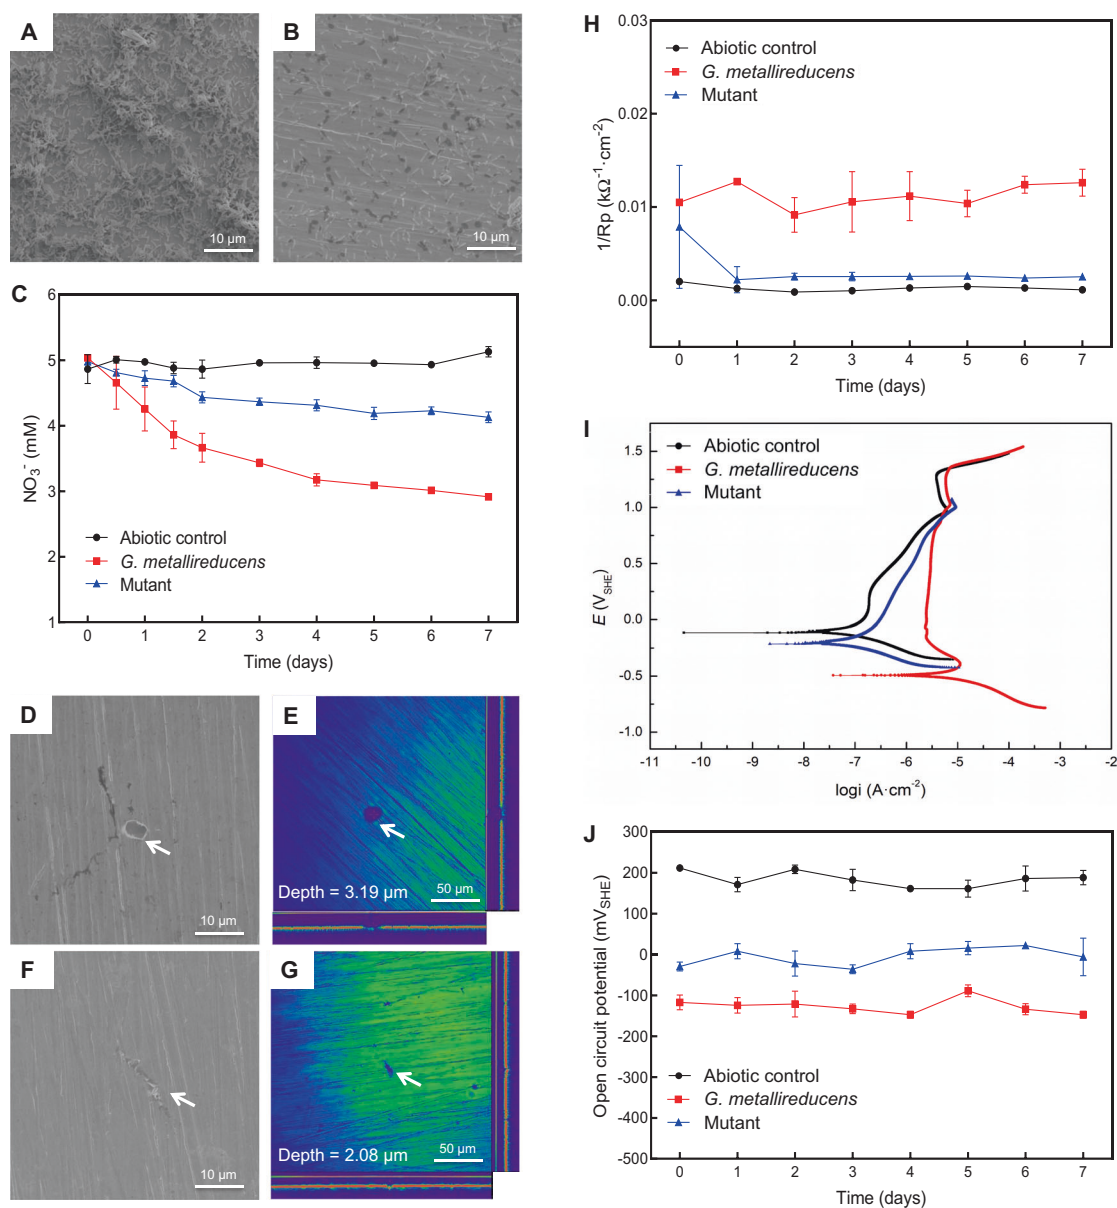 A
B
10 µm
10 µm
C
NO₃⁻ (mM)
6
5
4
3
2
1
Abiotic control
G. metallireducens
Mutant
0 1 2 3 4 5 6 7
Time (days)
D
10 µm
E
Depth = 3.19 µm
50 µm
F
10 µm
G
Depth = 2.08 µm
50 µm
H
1/Rp (kΩ⁻¹·cm⁻²)
0.03
0.02
0.01
0.00
Abiotic control
G. metallireducens
Mutant
0 1 2 3 4 5 6 7
Time (days)
I
E (V_SHE)
1.5
1.0
0.5
0.0
-0.5
-1.0
Abiotic control
G. metallireducens
Mutant
-11 -10 -9 -8 -7 -6 -5 -4 -3 -2
logi (A·cm⁻²)
J
Open circuit potential (mV_SHE)
300
200
100
0
-100
-200
-300
-400
-500
Abiotic control
G. metallireducens
Mutant
0 1 2 3 4 5 6 7
Time (days)